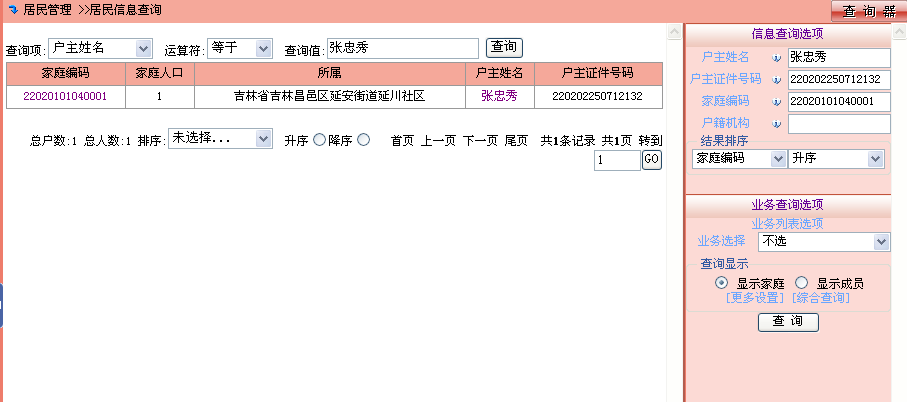 居民管理 >>居民信息查询
查 询 器
查询项: 户主姓名 运算符: 等于 查询值: 张忠秀 查询
家庭编码 家庭人口 所属 户主姓名 户主证件号码
22020101040001 1 吉林省吉林昌邑区延安街道延川社区 张忠秀 220202250712132
总户数:1 总人数:1 排序: 未选择... 升序 降序 首页 上一页 下一页 尾页 共1条记录 共1页 转到
1 GO
信息查询选项
户主姓名 张忠秀
户主证件号码 220202250712132
家庭编码 22020101040001
户籍机构
结果排序
家庭编码 升序
业务查询选项
业务列表选项
业务选择 不选
查询显示
显示家庭 显示成员
[更多设置] [综合查询]
查 询